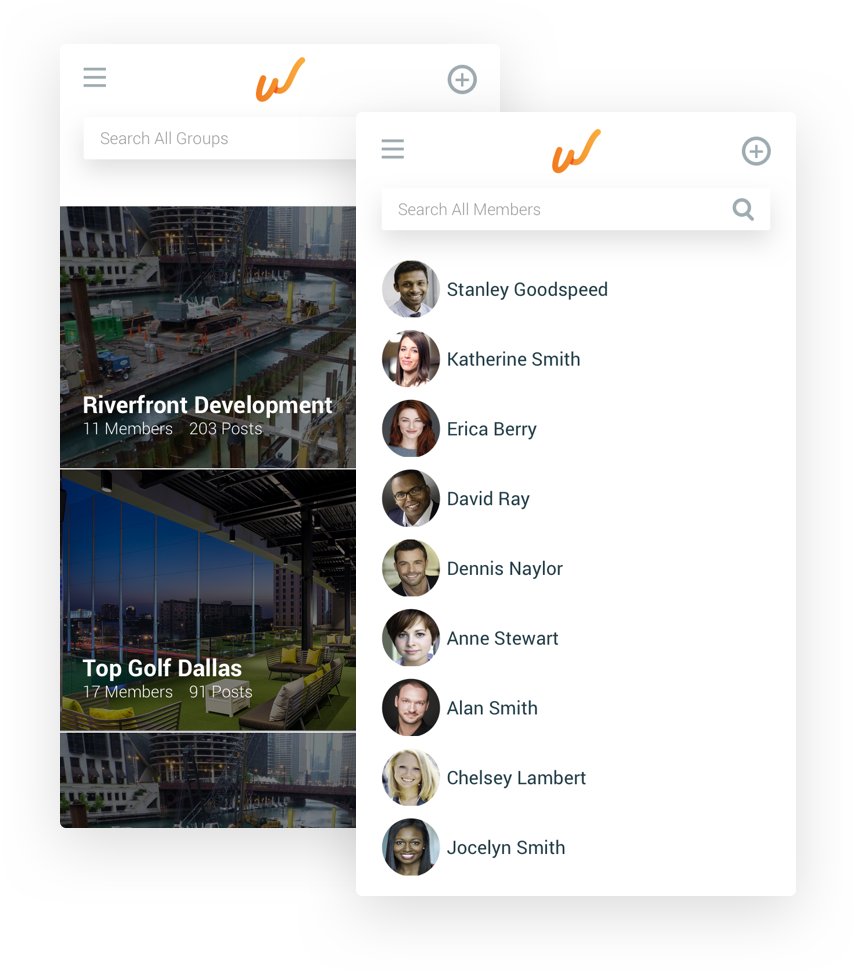 Search All Groups
Riverfront Development
11 Members 203 Posts
Top Golf Dallas
17 Members 91 Posts
Search All Members
Stanley Goodspeed
Katherine Smith
Erica Berry
David Ray
Dennis Naylor
Anne Stewart
Alan Smith
Chelsey Lambert
Jocelyn Smith